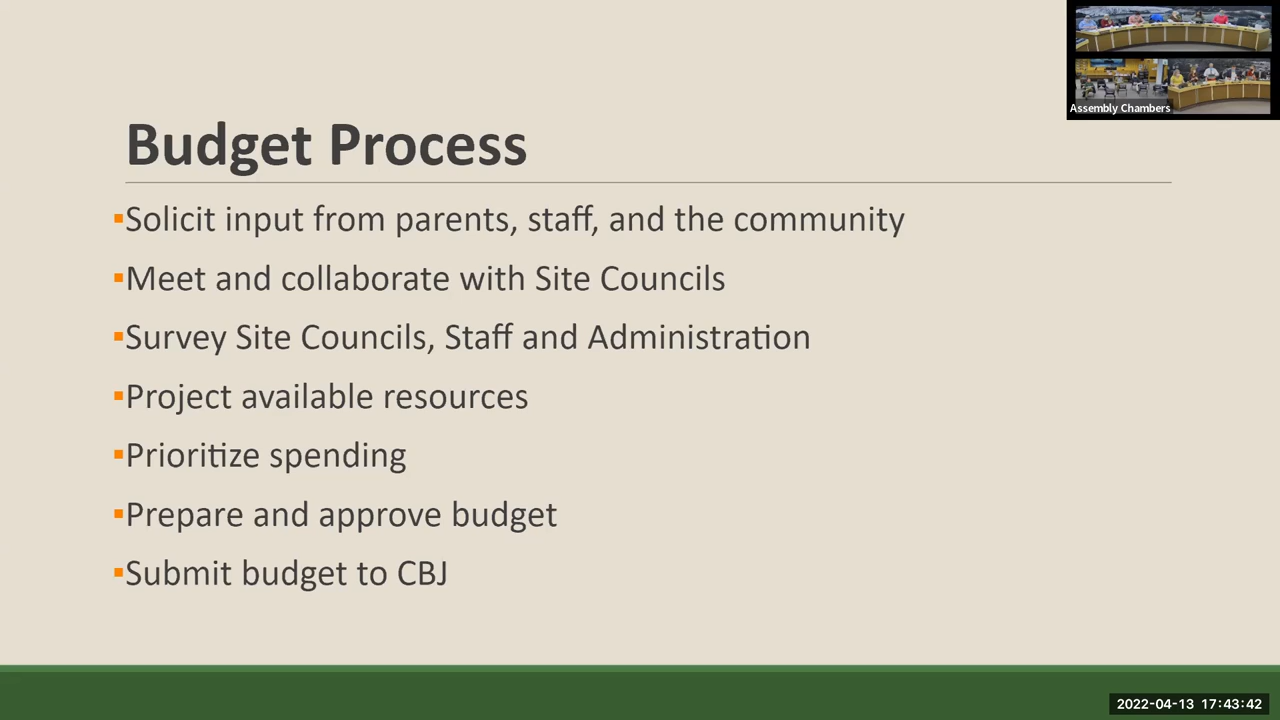 Assembly Chambers
Budget Process
▪Solicit input from parents, staff, and the community
▪Meet and collaborate with Site Councils
▪Survey Site Councils, Staff and Administration
▪Project available resources
▪Prioritize spending
▪Prepare and approve budget
▪Submit budget to CBJ
2022-04-13 17:43:42